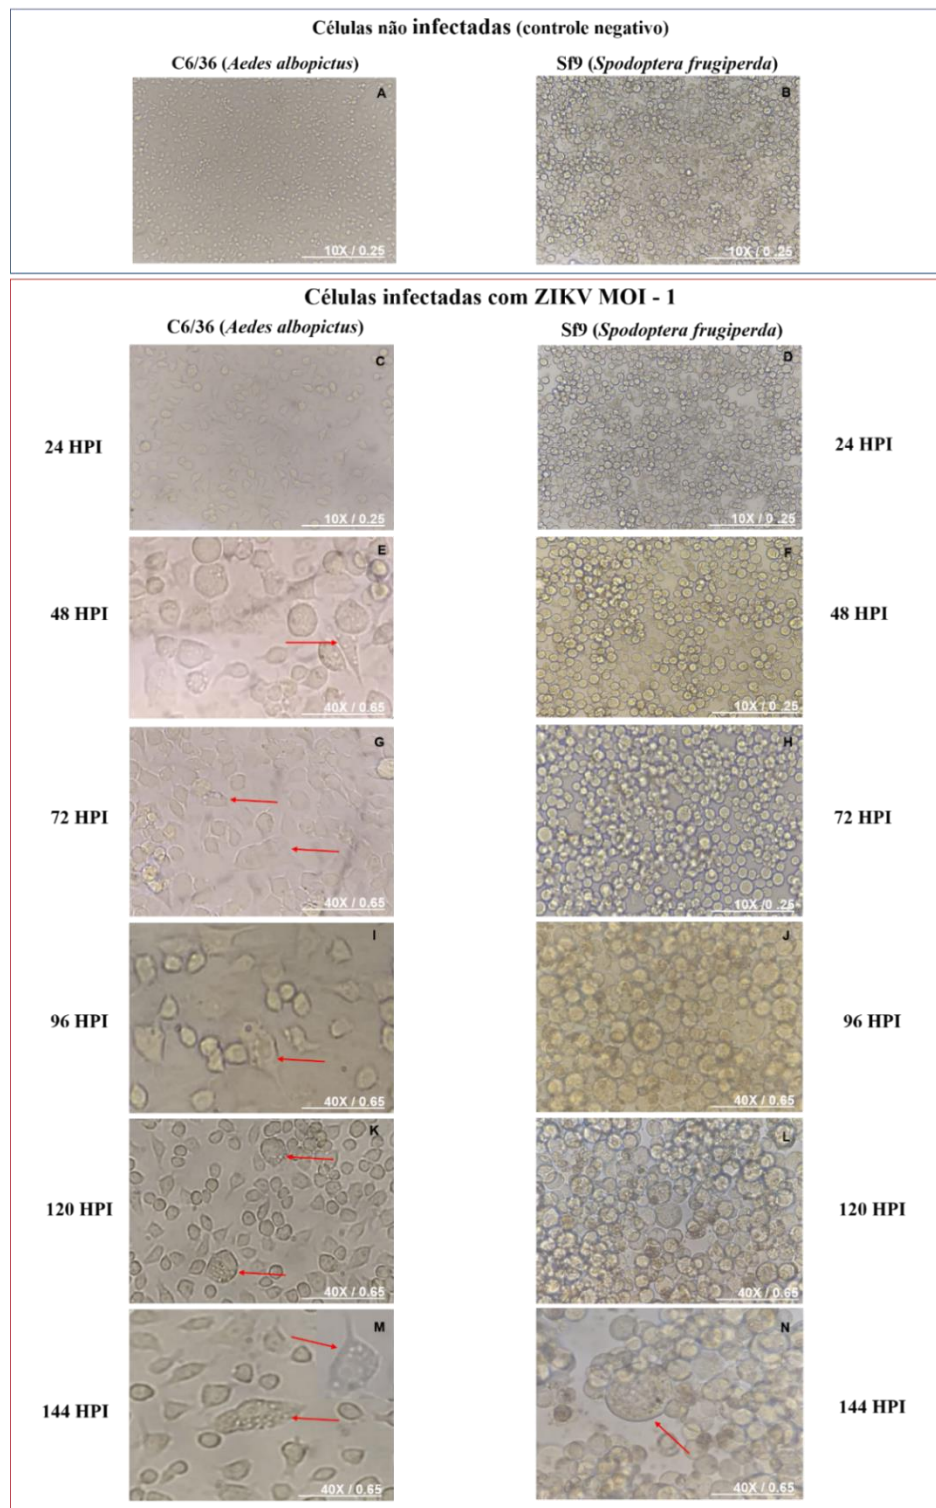 Células não infectadas (controle negativo)
C6/36 (Aedes albopictus)
Sf9 (Spodoptera frugiperda)
A
B
10X / 0.25
10X / 0 .25
Células infectadas com ZIKV MOI - 1
C6/36 (Aedes albopictus)
Sf9 (Spodoptera frugiperda)
C
D
24 HPI
24 HPI
10X / 0.25
10X / 0 .25
E
F
48 HPI
48 HPI
40X / 0.65
10X / 0 .25
G
H
72 HPI
72 HPI
40X / 0.65
10X /0 .25
I
J
96 HPI
96 HPI
40X / 0.65
40X / 0.65
K
L
120 HPI
120 HPI
40X / 0.65
40X / 0.65
M
N
144 HPI
144 HPI
40X / 0.65
40X / 0.65